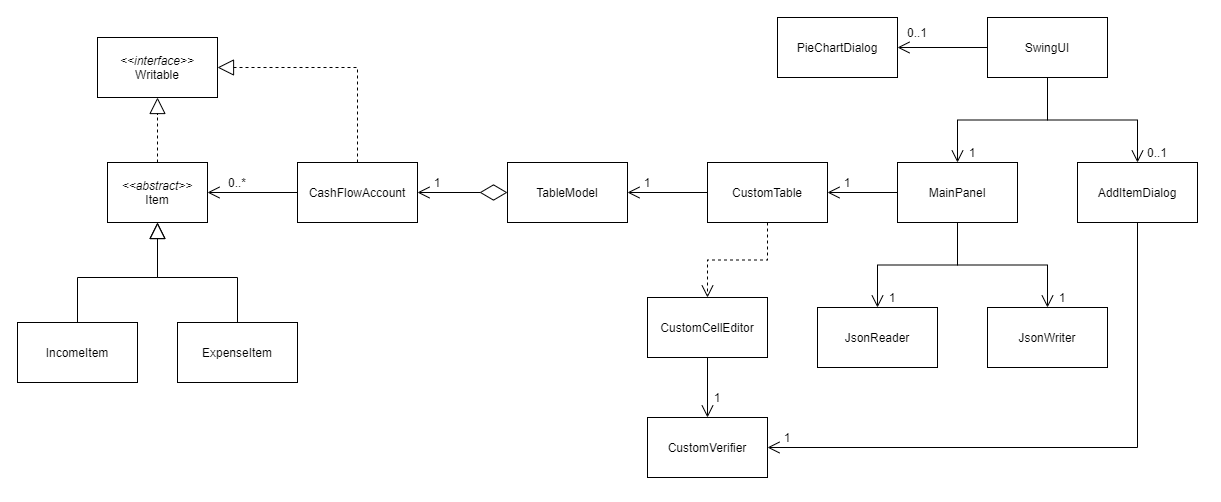 PieChartDialog
0..1
SwingUI
<<interface>>
Writable
1
0..1
<<abstract>>
Item
0..*
CashFlowAccount
1
TableModel
1
CustomTable
1
MainPanel
AddItemDialog
IncomeItem
ExpenseItem
CustomCellEditor
1
JsonReader
1
JsonWriter
1
CustomVerifier
1